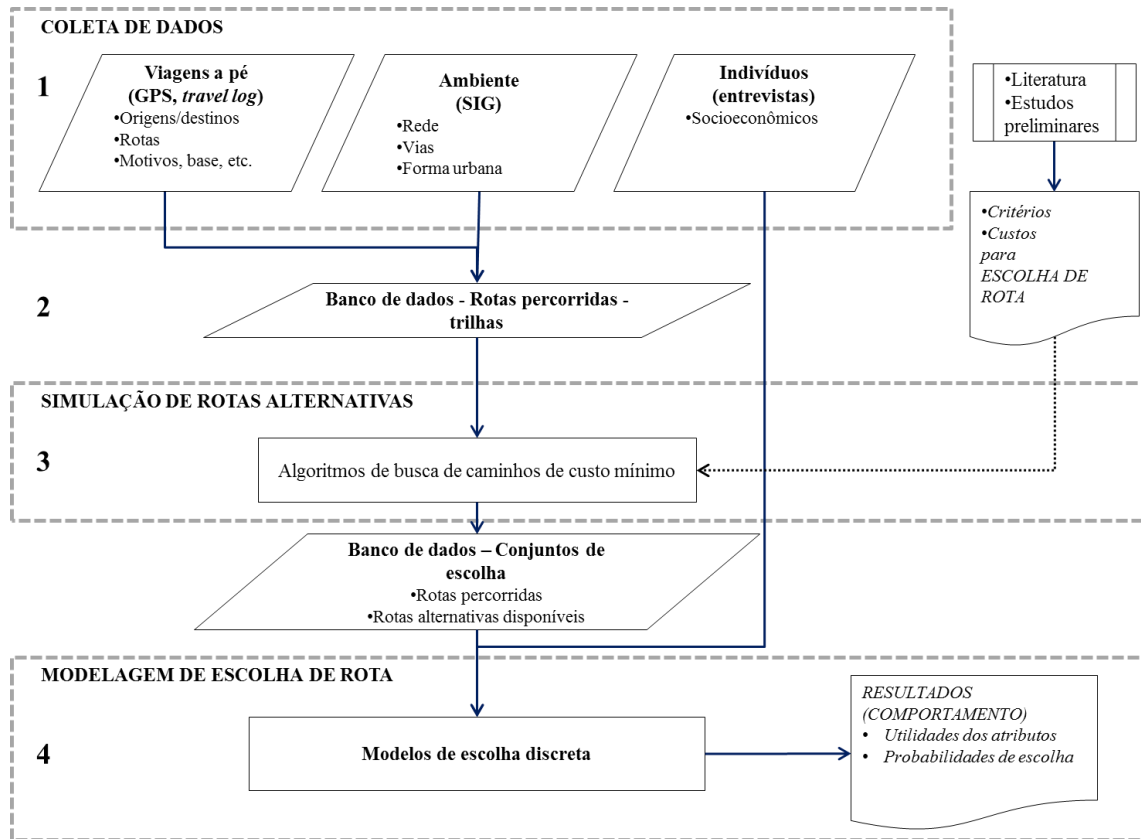 COLETA DE DADOS
1
Viagens a pé
(GPS, travel log)
•Origens/destinos
•Rotas
•Motivos, base, etc.
Ambiente
(SIG)
•Rede
•Vias
•Forma urbana
Indivíduos
(entrevistas)
•Socioeconômicos
•Literatura
•Estudos
preliminares
•Critérios
•Custos
para
ESCOLHA DE
ROTA
2
Banco de dados - Rotas percorridas -
trilhas
SIMULAÇÃO DE ROTAS ALTERNATIVAS
3
Algoritmos de busca de caminhos de custo mínimo
Banco de dados – Conjuntos de
escolha
•Rotas percorridas
•Rotas alternativas disponíveis
MODELAGEM DE ESCOLHA DE ROTA
4
Modelos de escolha discreta
RESULTADOS
(COMPORTAMENTO)
• Utilidades dos atributos
• Probabilidades de escolha